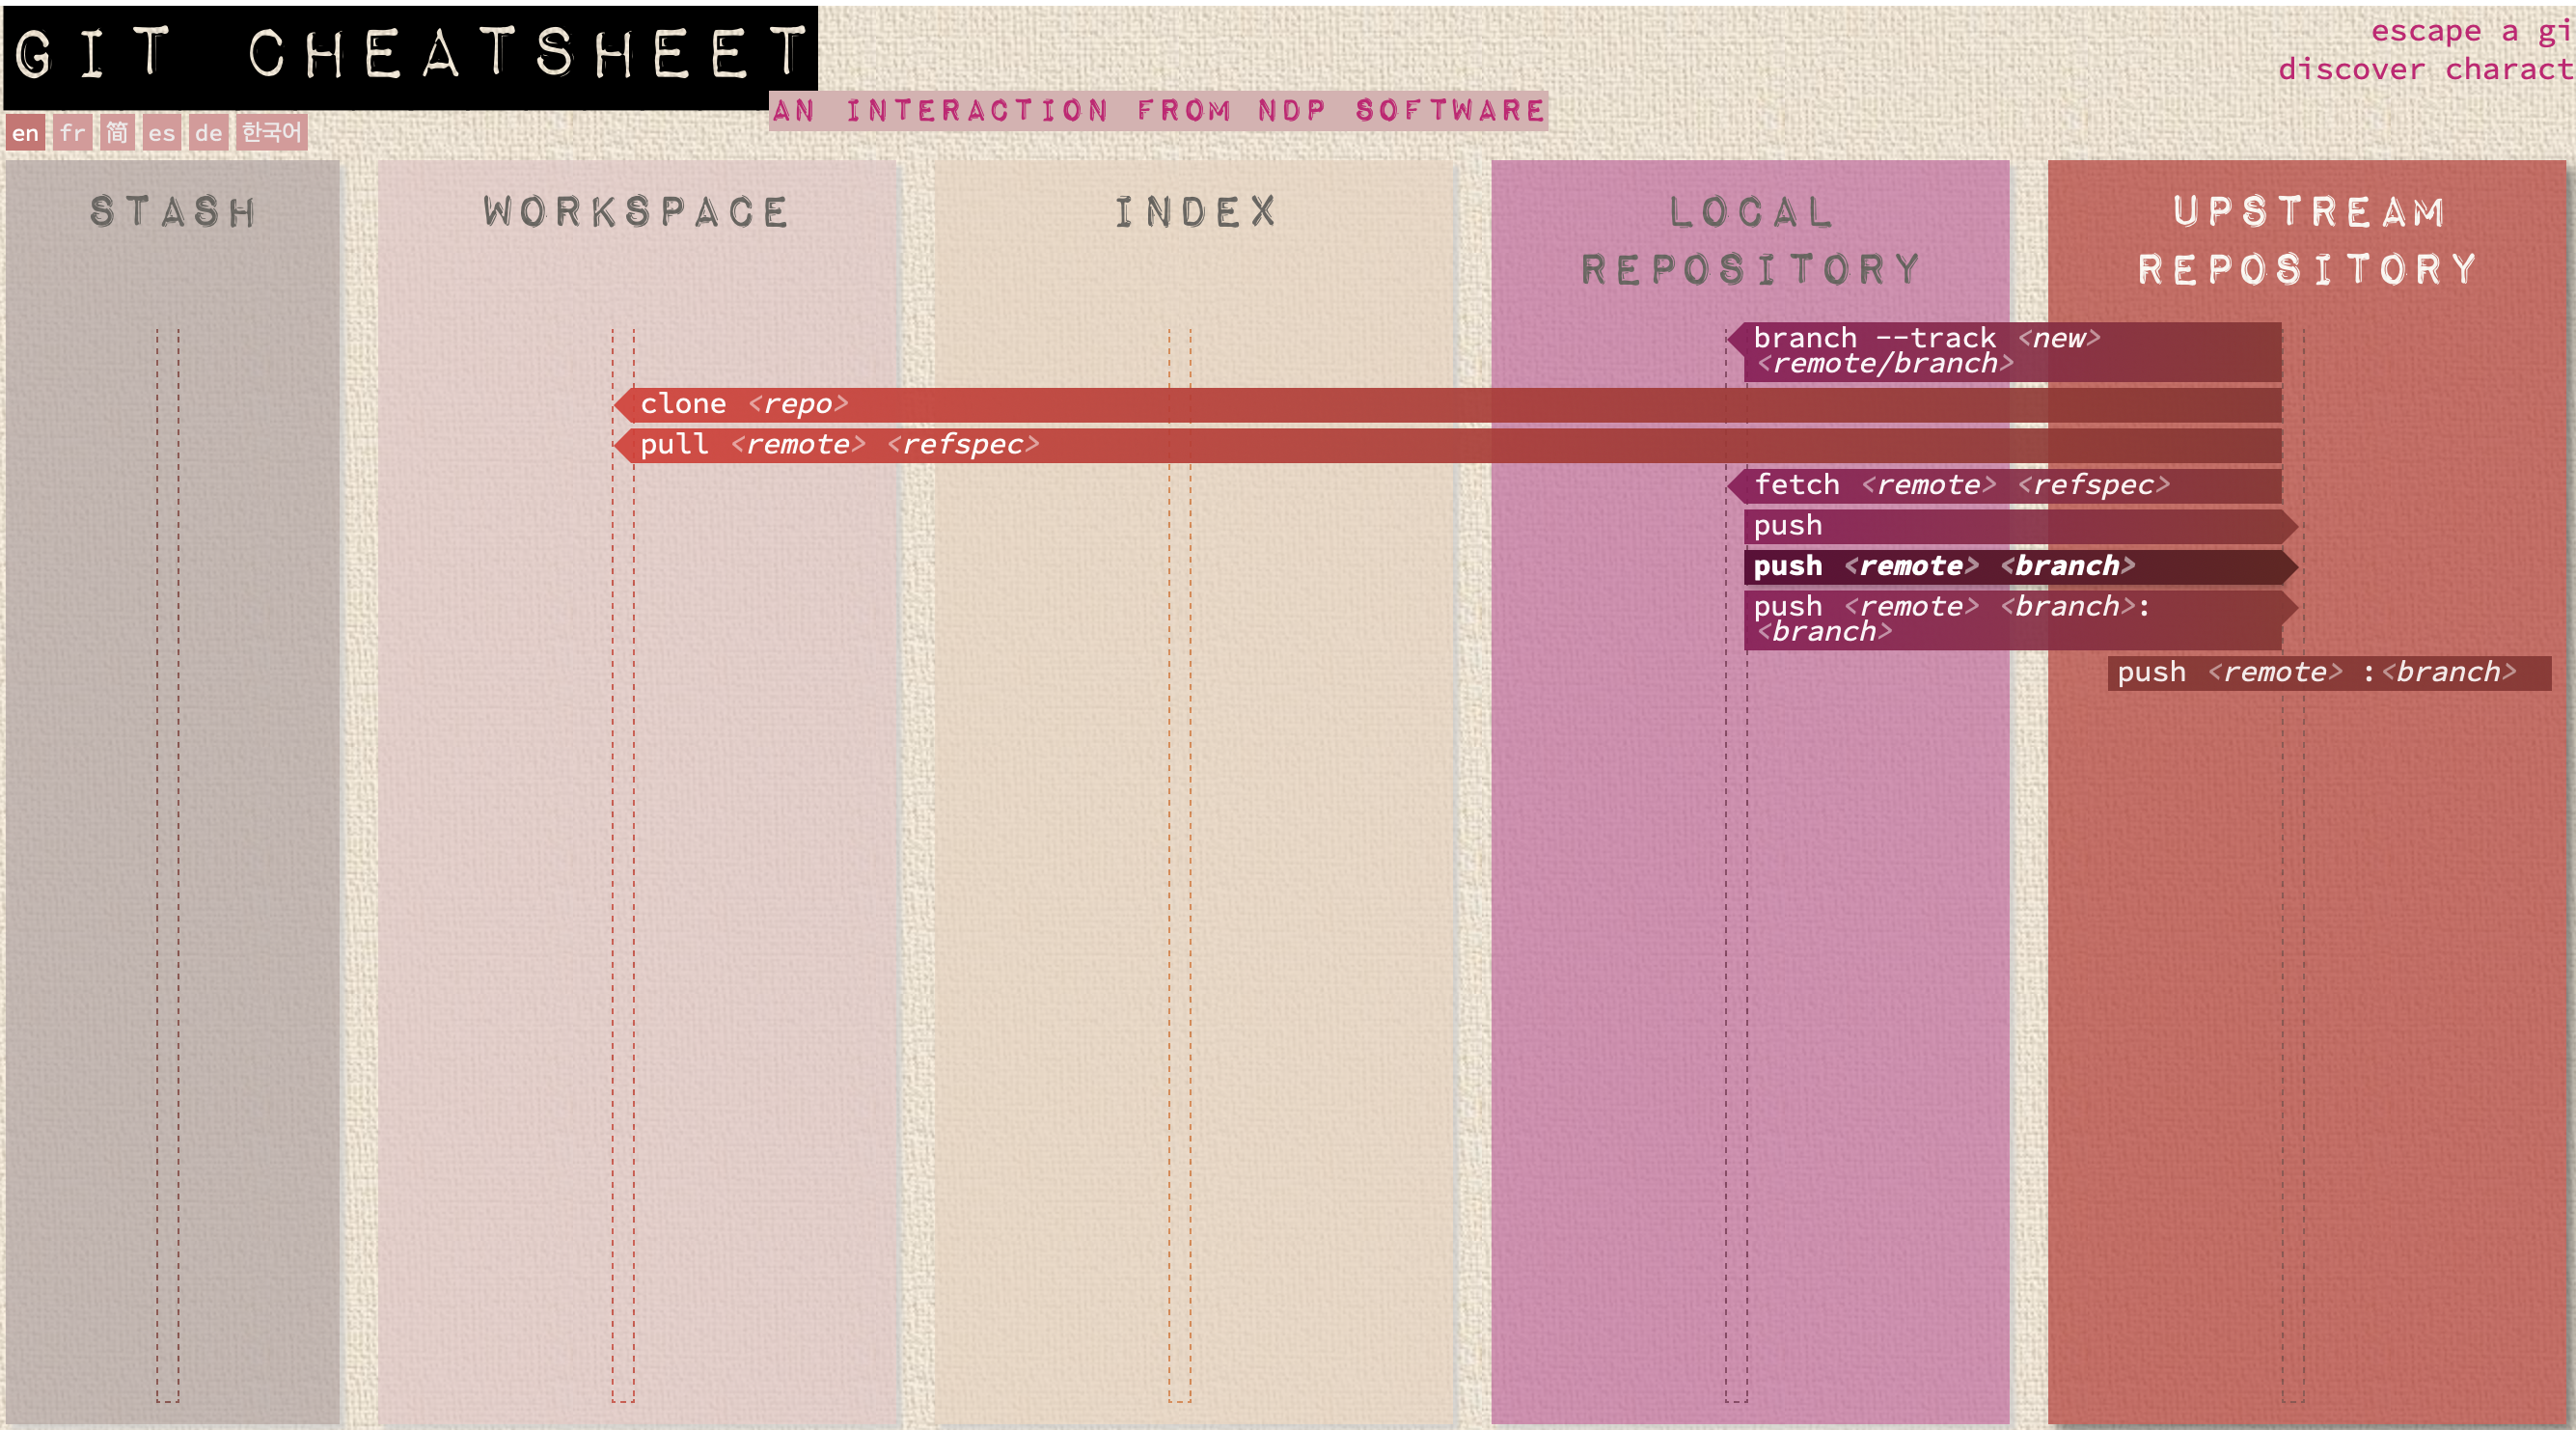 GIT CHEATSHEET
escape a gi
discover charact
AN INTERACTION FROM NDP SOFTWARE
en fr 简 es de 한국어
STASH
WORKSPACE
INDEX
LOCAL
REPOSITORY
UPSTREAM
REPOSITORY
branch --track <new>
<remote/branch>
clone <repo>
pull <remote> <refspec>
fetch <remote> <refspec>
push
push <remote> <branch>
push <remote> <branch>:
<branch>
push <remote> :<branch>